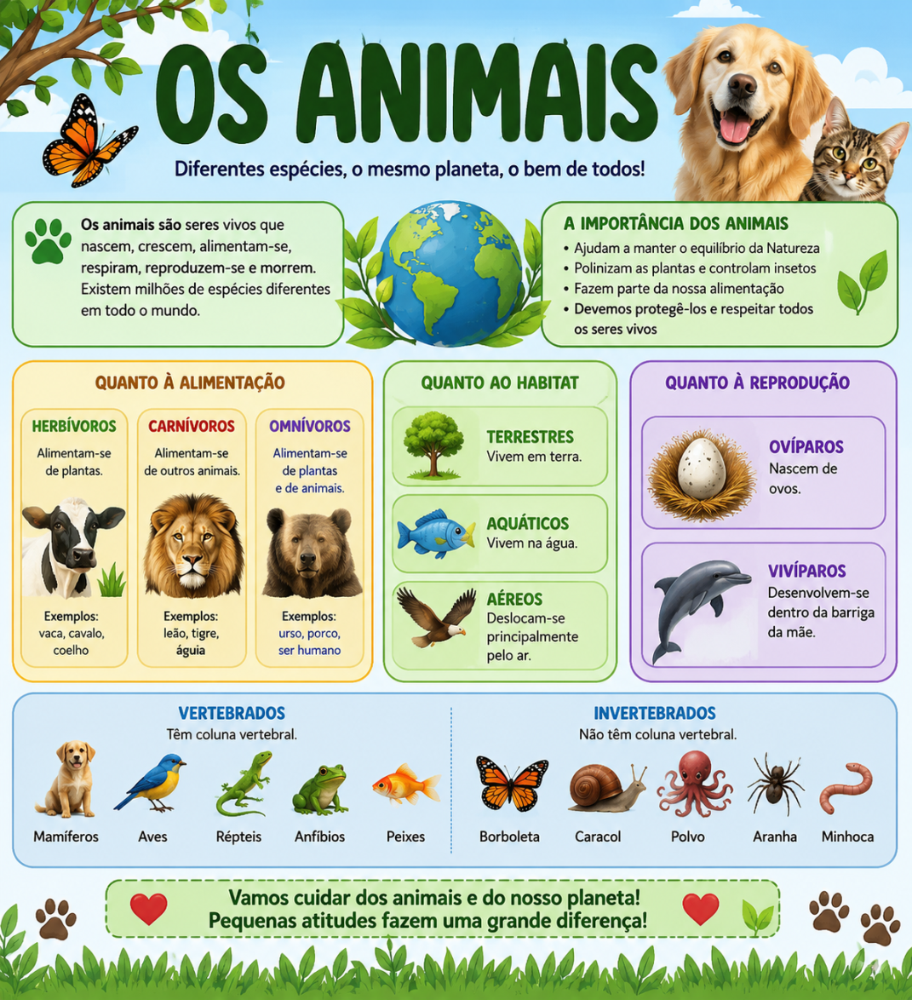 OS ANIMAIS
Diferentes espécies, o mesmo planeta, o bem de todos!
Os animais são seres vivos que
nascem, crescem, alimentam-se,
respiram, reproduzem-se e morrem.
Existem milhões de espécies diferentes
em todo o mundo.
A IMPORTÂNCIA DOS ANIMAIS
• Ajudam a manter o equilíbrio da Natureza
• Polinizam as plantas e controlam insetos
• Fazem parte da nossa alimentação
• Devemos protegê-los e respeitar todos
os seres vivos
QUANTO À ALIMENTAÇÃO
HERBÍVOROS
Alimentam-se
de plantas.
Exemplos:
vaca, cavalo,
coelho
CARNÍVOROS
Alimentam-se
de outros animais.
Exemplos:
leão, tigre,
águia
OMNÍVOROS
Alimentam-se
de plantas
e de animais.
Exemplos:
urso, porco,
ser humano
QUANTO AO HABITAT
TERRESTRES
Vivem em terra.
AQUÁTICOS
Vivem na água.
AÉREOS
Deslocam-se
principalmente
pelo ar.
QUANTO À REPRODUÇÃO
OVÍPAROS
Nascem de
ovos.
VIVÍPAROS
Desenvolvem-se
dentro da barriga
da mãe.
VERTEBRADOS
Têm coluna vertebral.
Mamíferos
Aves
Répteis
Anfíbios
Peixes
INVERTEBRADOS
Não têm coluna vertebral.
Borboleta
Caracol
Polvo
Aranha
Minhoca
Vamos cuidar dos animais e do nosso planeta!
Pequenas atitudes fazem uma grande diferença!